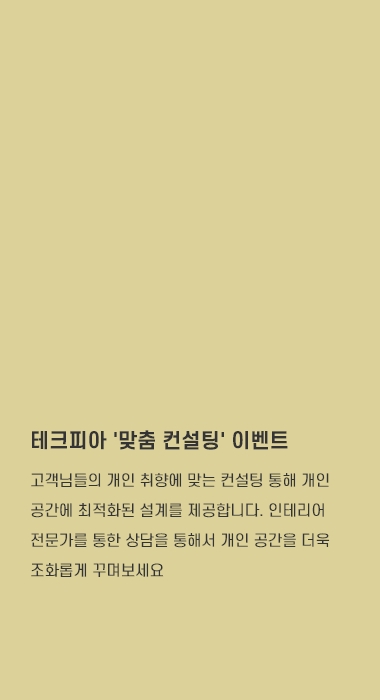 테크피아 '맞춤 컨설팅' 이벤트
고객님들의 개인 취향에 맞는 컨설팅 통해 개인
공간에 최적화된 설계를 제공합니다. 인테리어
전문가를 통한 상담을 통해서 개인 공간을 더욱
조화롭게 꾸며보세요